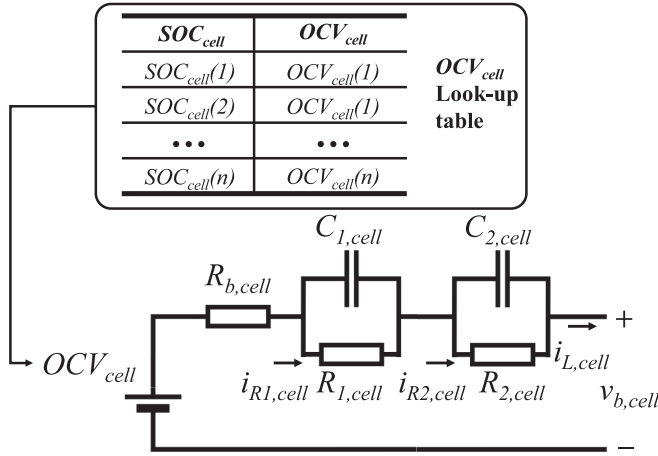 SOC_cell OCV_cell
SOC_cell(1) OCV_cell(1)
SOC_cell(2) OCV_cell(1)
••• •••
SOC_cell(n) OCV_cell(n)
OCV_cell
Look-up
table
C_1,cell C_2,cell
R_b,cell
OCV_cell
i_R1,cell R_1,cell i_R2,cell R_2,cell i_L,cell
+
v_b,cell
−